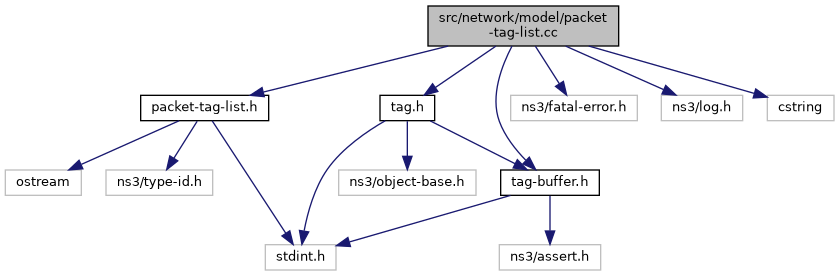 src/network/model/packet
-tag-list.cc
packet-tag-list.h
tag.h
ns3/fatal-error.h
ns3/log.h
cstring
ostream
ns3/type-id.h
ns3/object-base.h
tag-buffer.h
stdint.h
ns3/assert.h